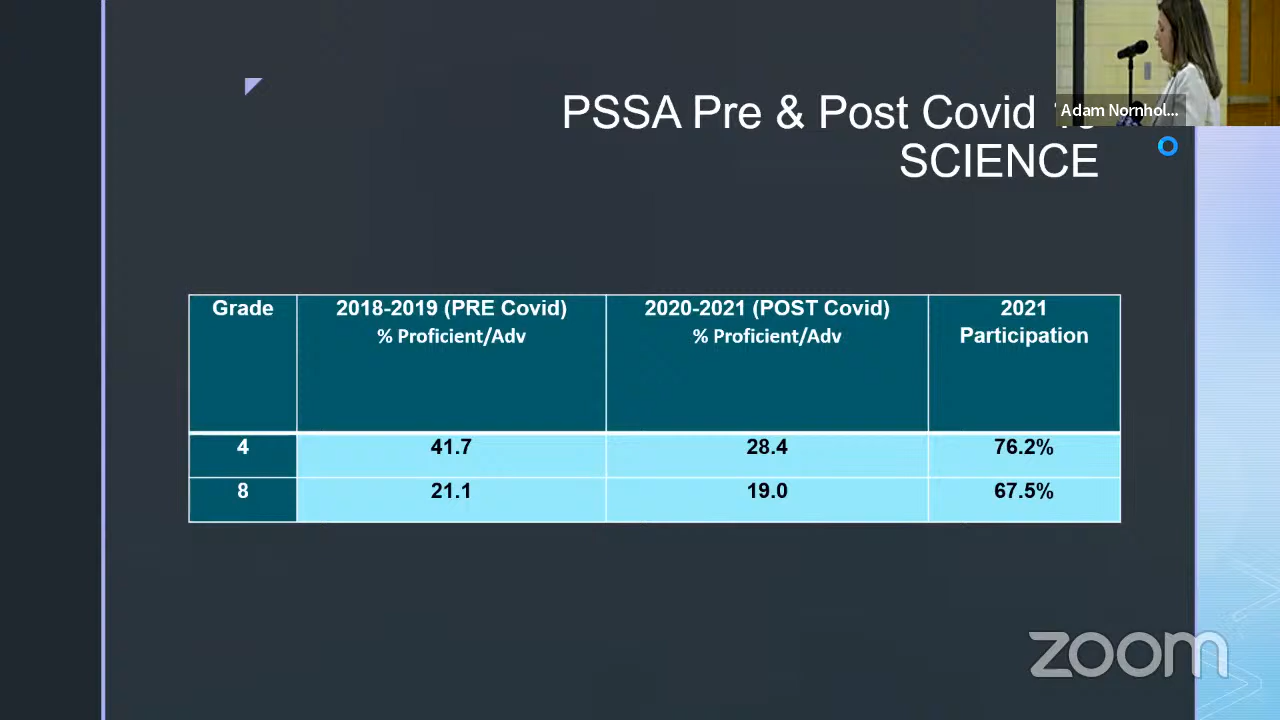 Adam Nornhol...
PSSA Pre & Post Covid
SCIENCE
Grade
2018-2019 (PRE Covid)
% Proficient/Adv
2020-2021 (POST Covid)
% Proficient/Adv
2021
Participation
4
41.7
28.4
76.2%
8
21.1
19.0
67.5%
zoom